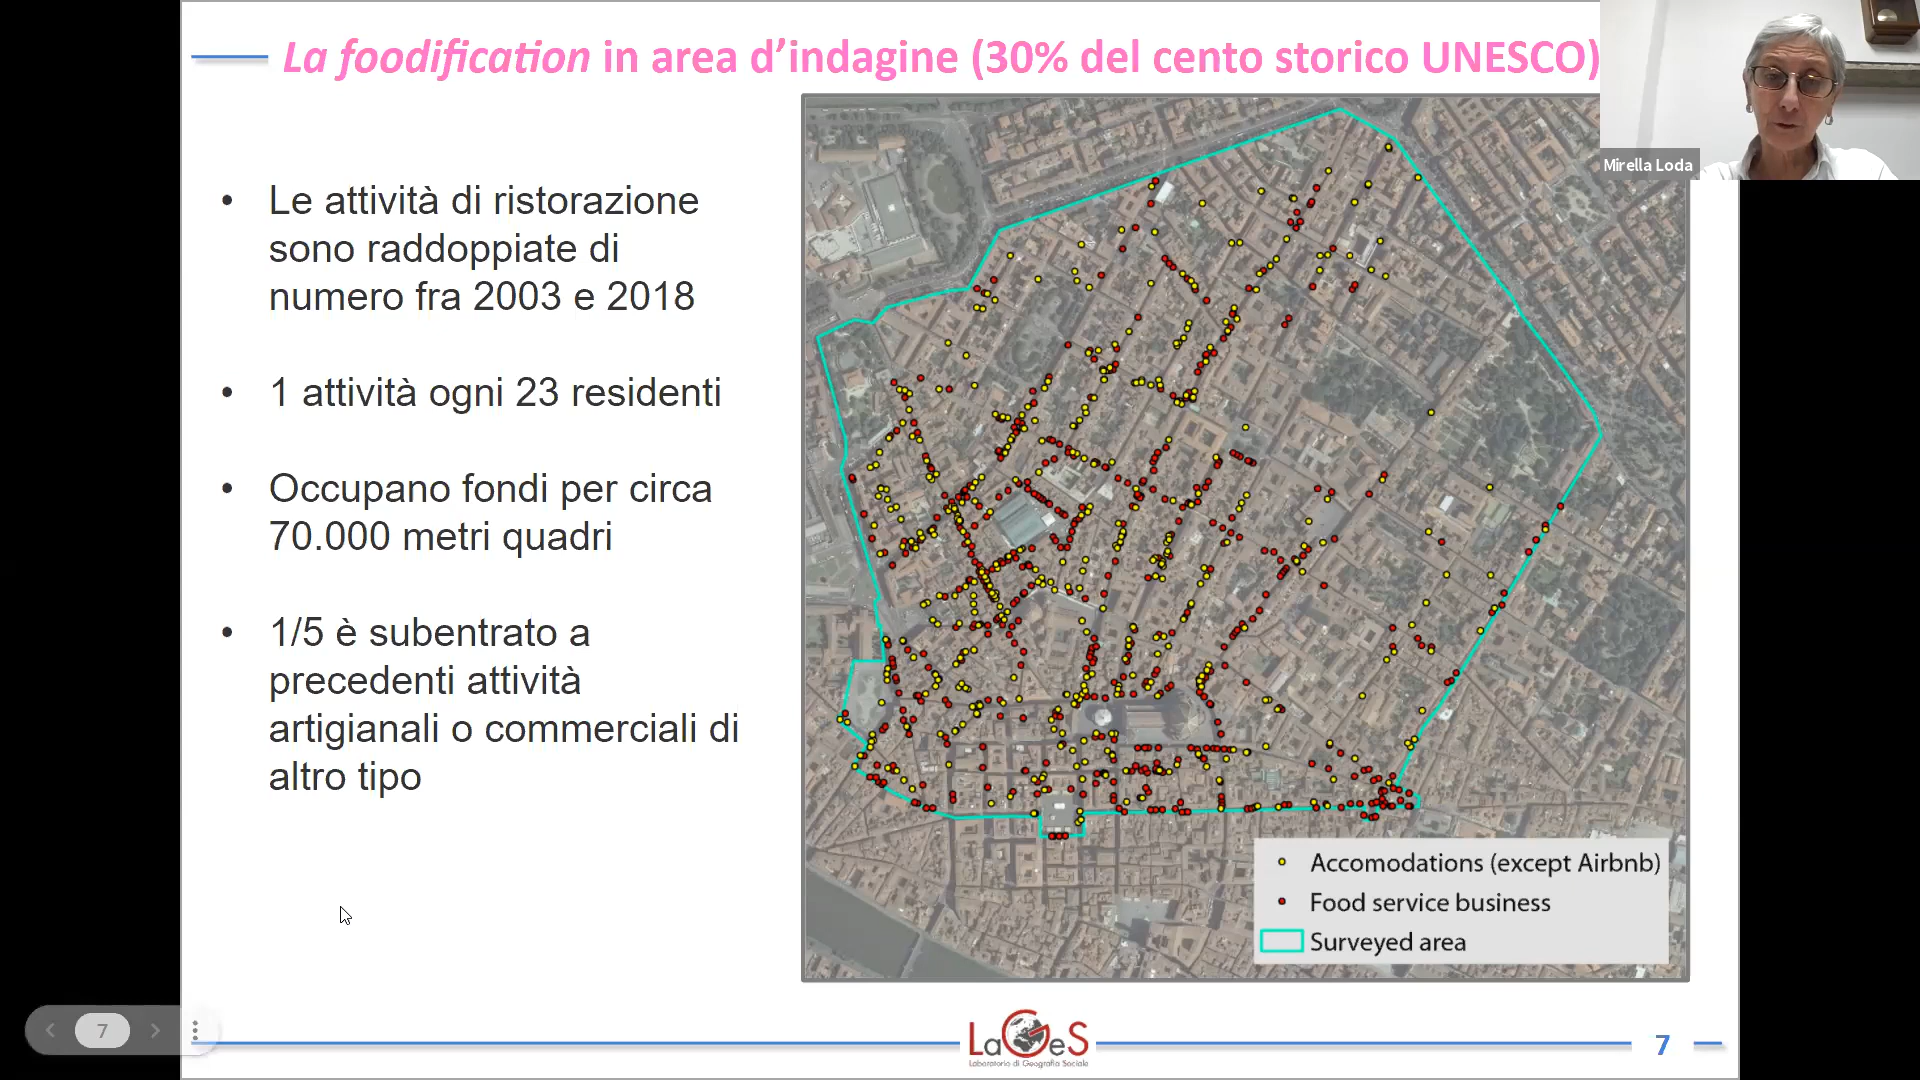 La foodification in area d’indagine (30% del cento storico UNESCO)
Mirella Loda
• Le attività di ristorazione
sono raddoppiate di
numero fra 2003 e 2018
• 1 attività ogni 23 residenti
• Occupano fondi per circa
70.000 metri quadri
• 1/5 è subentrato a
precedenti attività
artigianali o commerciali di
altro tipo
Accomodations (except Airbnb)
Food service business
Surveyed area
7
LaGeS
Laboratorio di Geografia Sociale
7